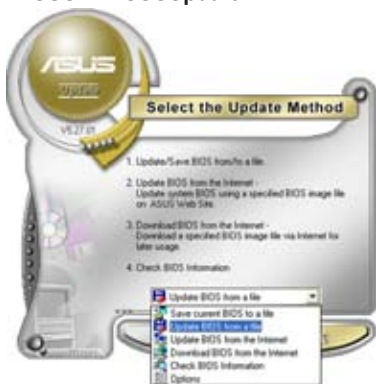 ASUS
Update
V5.27.01
Select the Update Method
1. Update/Save BIOS from/to a file.
2. Update BIOS from the Internet -
Update system BIOS using a specified BIOS image file
on ASUS Web Site.
3. Download BIOS from the Internet -
Download a specified BIOS image file via Internet for
later usage.
4. Check BIOS Information
Update BIOS from a file
Save current BIOS to a file
Update BIOS from a file
Update BIOS from the Internet
Download BIOS from the Internet
Check BIOS Information
Options